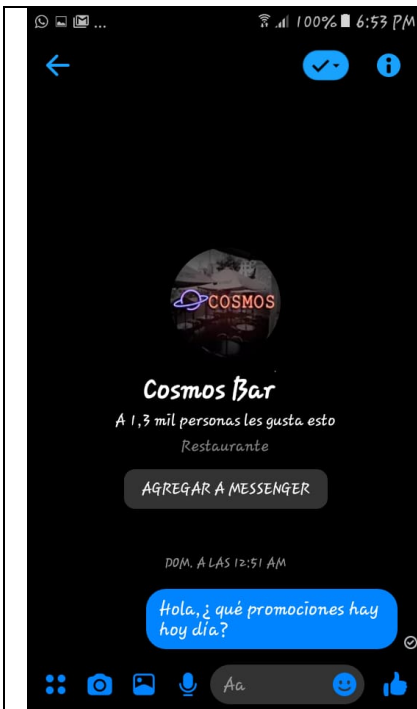 ... 100% 6:53 PM
COSMOS
Cosmos Bar
A 1,3 mil personas les gusta esto
Restaurante
AGREGAR A MESSENGER
DOM. A LAS 12:51 AM
Hola,¿ qué promociones hay
hoy día?
Aa